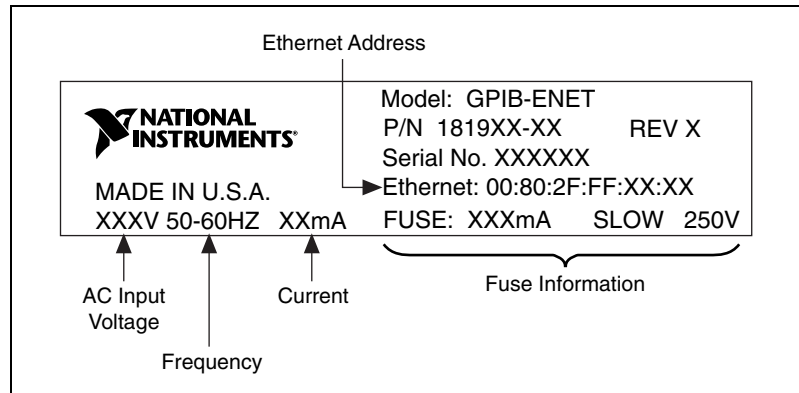 Ethernet Address
NATIONAL
INSTRUMENTS®
MADE IN U.S.A.
XXXV 50-60HZ XXmA
Model: GPIB-ENET
P/N 1819XX-XX REV X
Serial No. XXXXXX
Ethernet: 00:80:2F:FF:XX:XX
FUSE: XXXmA SLOW 250V
AC Input
Voltage
Frequency
Current
Fuse Information